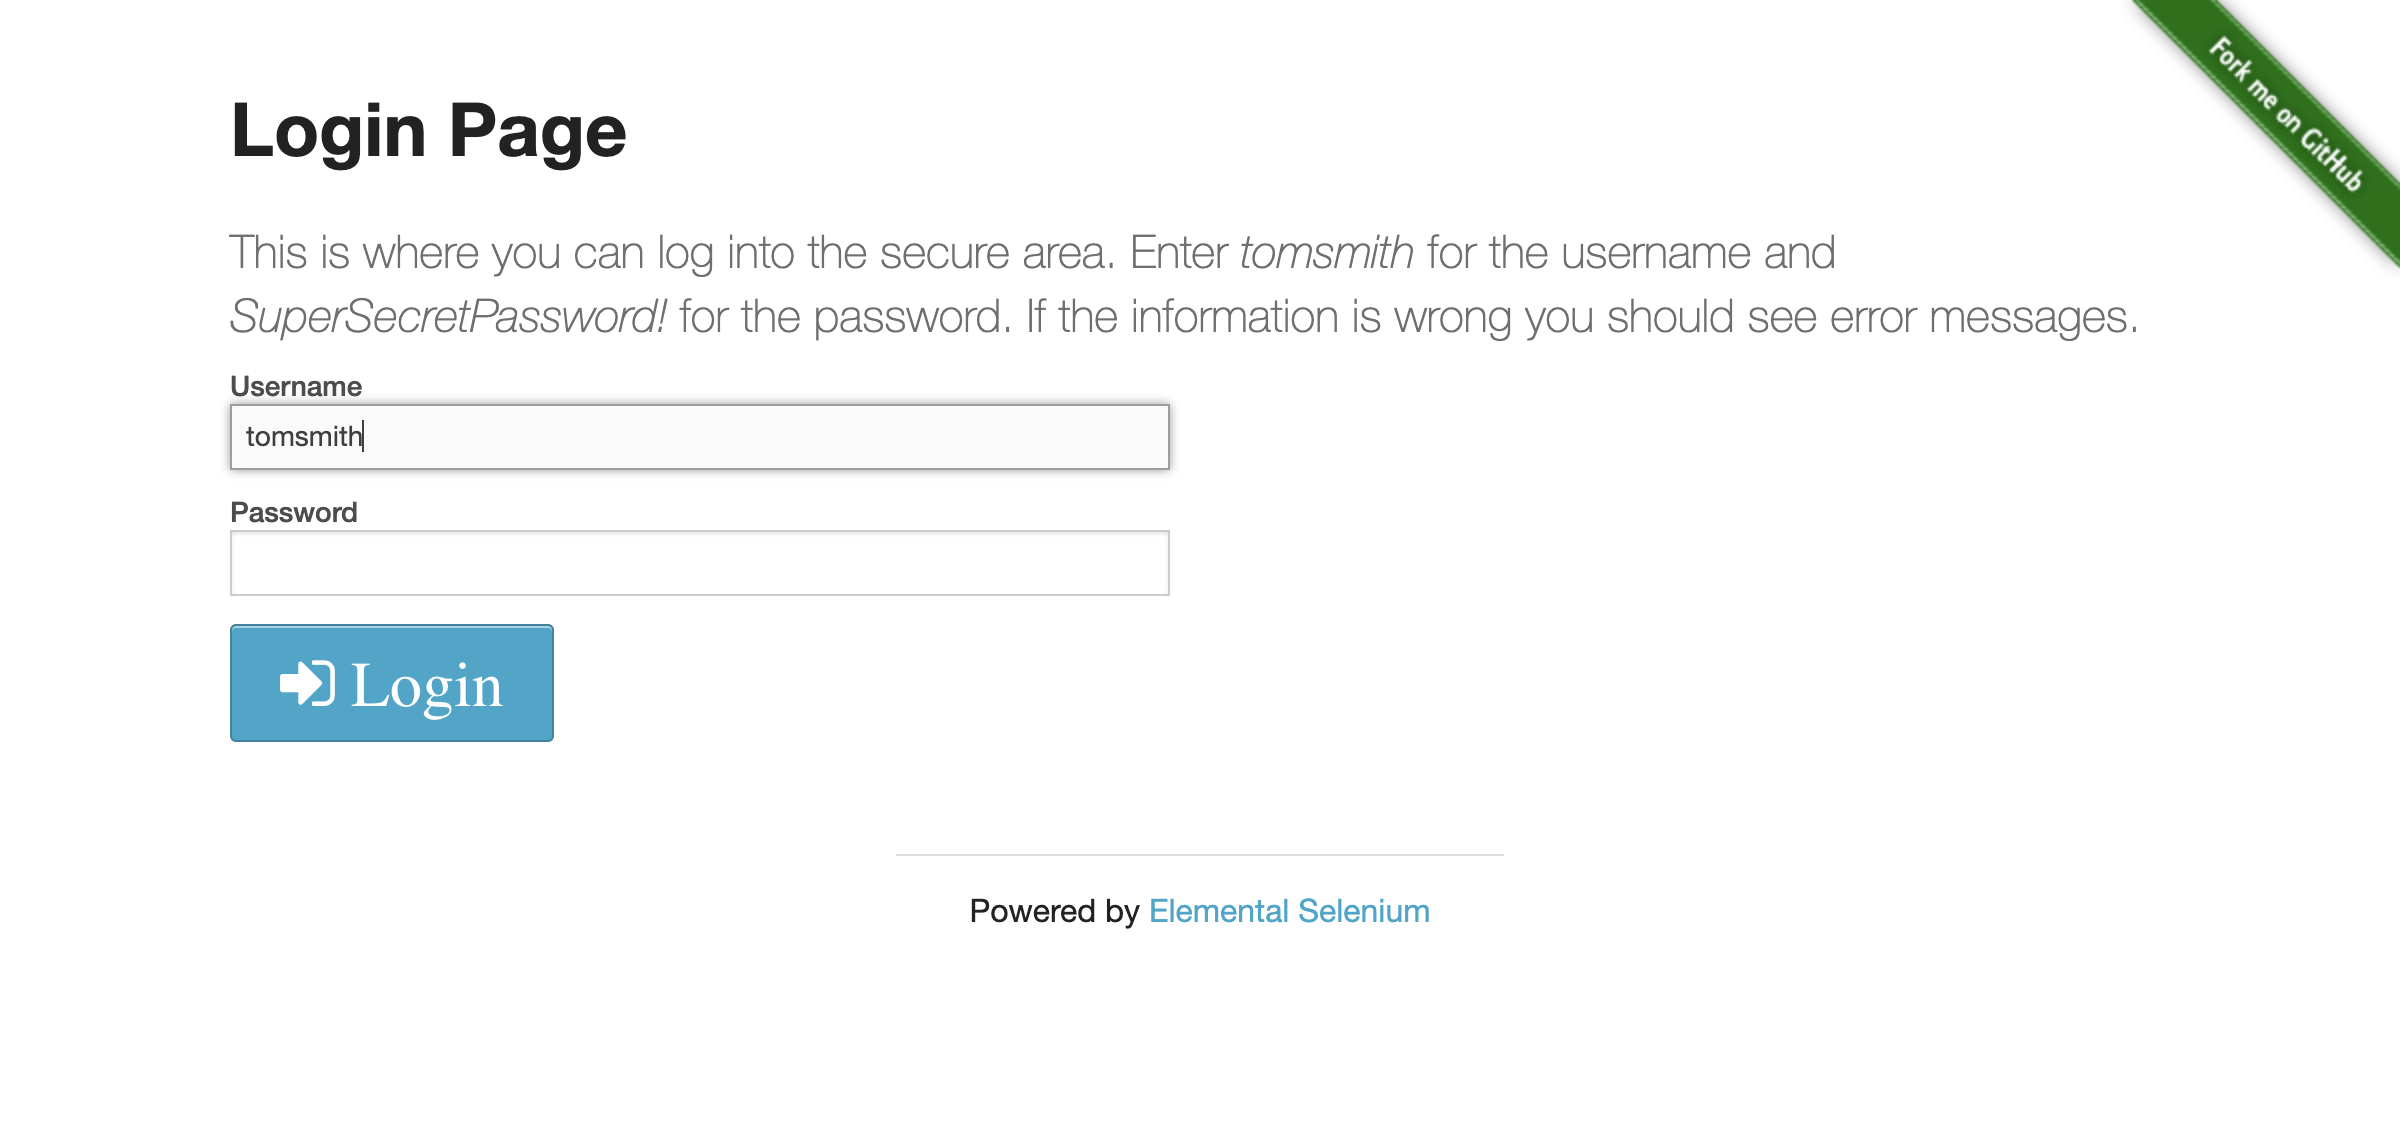 Fork me on GitHub
Login Page
This is where you can log into the secure area. Enter tomsmith for the username and
SuperSecretPassword! for the password. If the information is wrong you should see error messages.
Username
tomsmith
Password
Login
Powered by Elemental Selenium